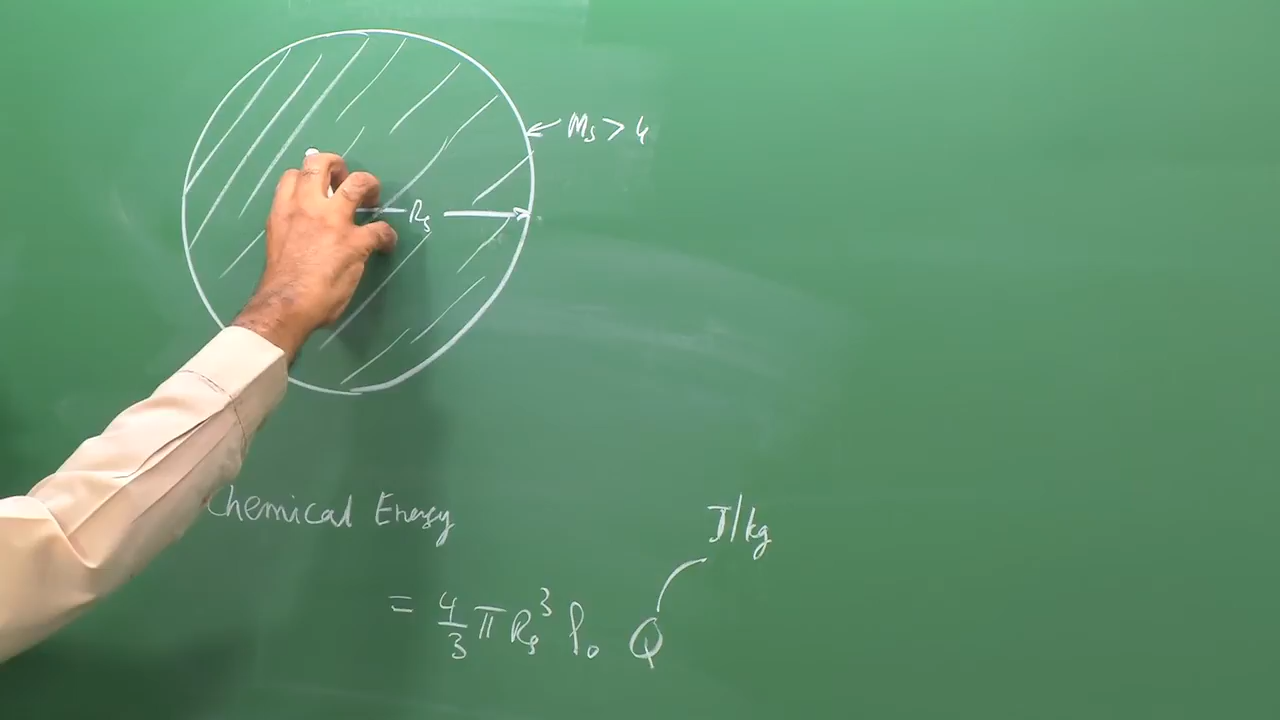 ← Ms > 4
Rs
Chemical Energy
J/kg
= 4/3 π Rs³ ρ₀ Q